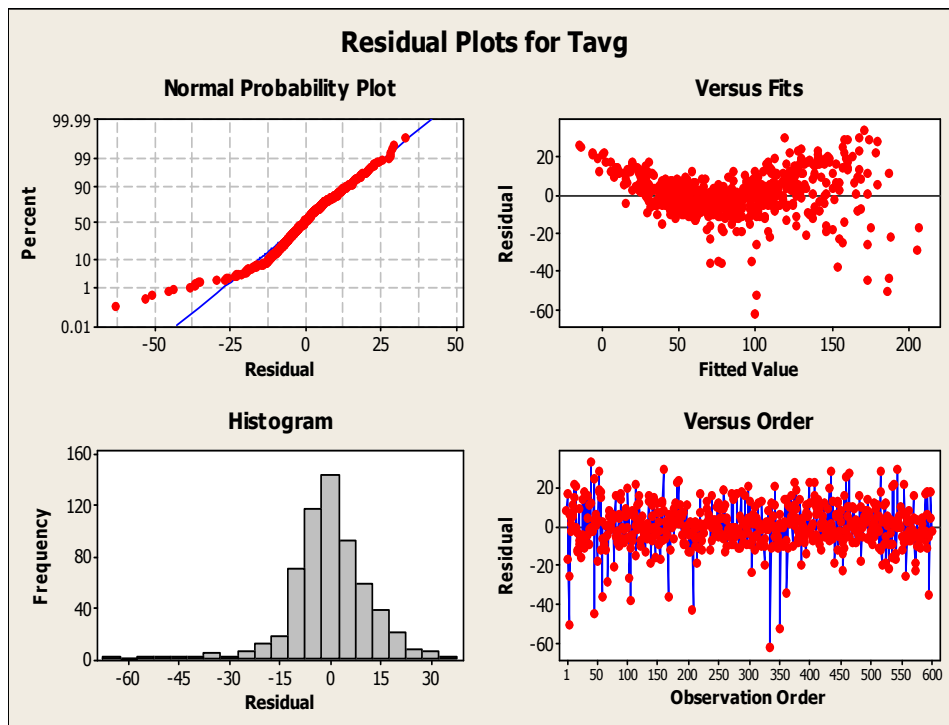 Residual Plots for Tavg
Normal Probability Plot
99.99
99
90
50
10
1
0.01
Percent
-50 -25 0 25 50
Residual
Versus Fits
20
0
-20
-40
-60
Residual
0 50 100 150 200
Fitted Value
Histogram
160
120
80
40
0
Frequency
-60 -45 -30 -15 0 15 30
Residual
Versus Order
20
0
-20
-40
-60
Residual
1 50 100 150 200 250 300 350 400 450 500 550 600
Observation Order